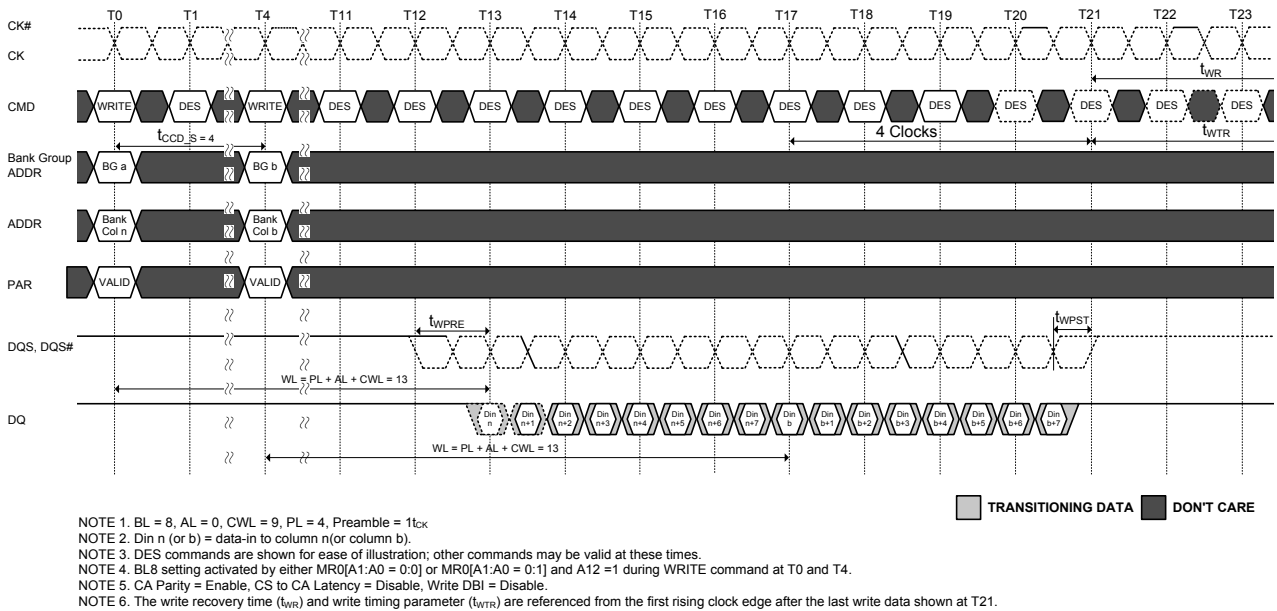 T0 T1 T4 T11 T12 T13 T14 T15 T16 T17 T18 T19 T20 T21 T22 T23
CK#
CK
tWR
CMD WRITE DES WRITE DES DES DES DES DES DES DES DES DES DES DES DES DES
tCCD_S = 4
4 Clocks
tWTR
Bank Group
ADDR
BG a BG b
ADDR
Bank Col n
Bank Col b
PAR VALID VALID
tWPRE
tWPST
DQS, DQS#
WL = PL + AL + CWL = 13
DQ
Din n
Din n+1
Din n+2
Din n+3
Din n+4
Din n+5
Din n+6
Din n+7
Din b
Din b+1
Din b+2
Din b+3
Din b+4
Din b+5
Din b+6
Din b+7
WL = PL + AL + CWL = 13
TRANSITIONING DATA
DON'T CARE
NOTE 1. BL = 8, AL = 0, CWL = 9, PL = 4, Preamble = 1tCK
NOTE 2. Din n (or b) = data-in to column n(or column b).
NOTE 3. DES commands are shown for ease of illustration; other commands may be valid at these times.
NOTE 4. BL8 setting activated by either MR0[A1:A0 = 0:0] or MR0[A1:A0 = 0:1] and A12 =1 during WRITE command at T0 and T4.
NOTE 5. CA Parity = Enable, CS to CA Latency = Disable, Write DBI = Disable.
NOTE 6. The write recovery time (tWR) and write timing parameter (tWTR) are referenced from the first rising clock edge after the last write data shown at T21.